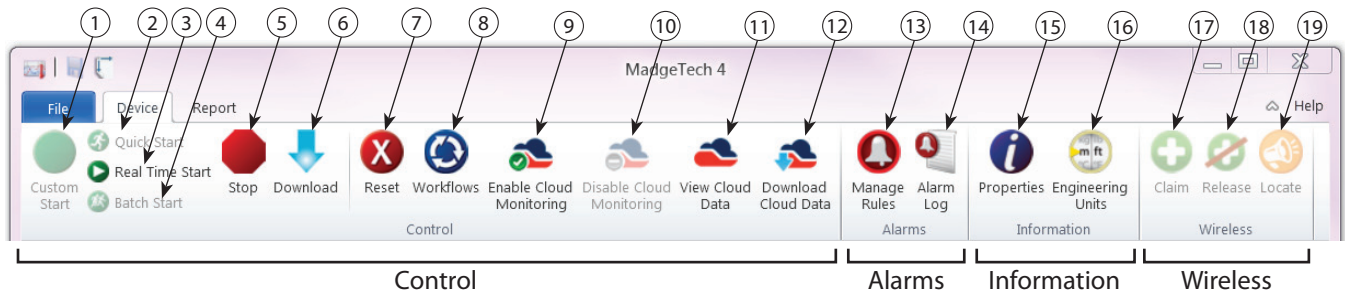 1 2 3 4 5 6 7 8 9 10 11 12 13 14 15 16 17 18 19
MadgeTech 4
File Device Report Help
Custom Start
Quick Start
Real Time Start
Batch Start
Stop
Download
Reset
X
Workflows
Enable Cloud
Monitoring
Disable Cloud
Monitoring
View Cloud
Data
Download
Cloud Data
Control
Manage
Rules
Alarm
Log
Alarms
i
Properties
m ft
Engineering
Units
Information
Claim
Release
Locate
Wireless
Control Alarms Information Wireless